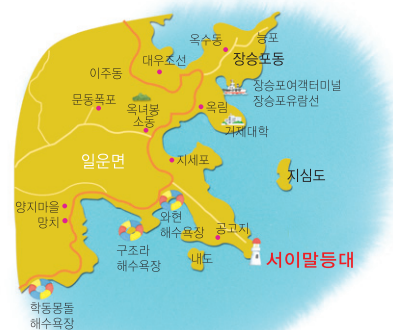 능포
옥수동
장승포동
대우조선
이주동
장승포여객터미널
장승포유람선
문동폭포
옥녀봉
소동
옥림
거제대학
일운면
지세포
지심도
양지마을
망치
와현
해수욕장
공고지
구조라
해수욕장
내도
서이말등대
학동몽돌
해수욕장